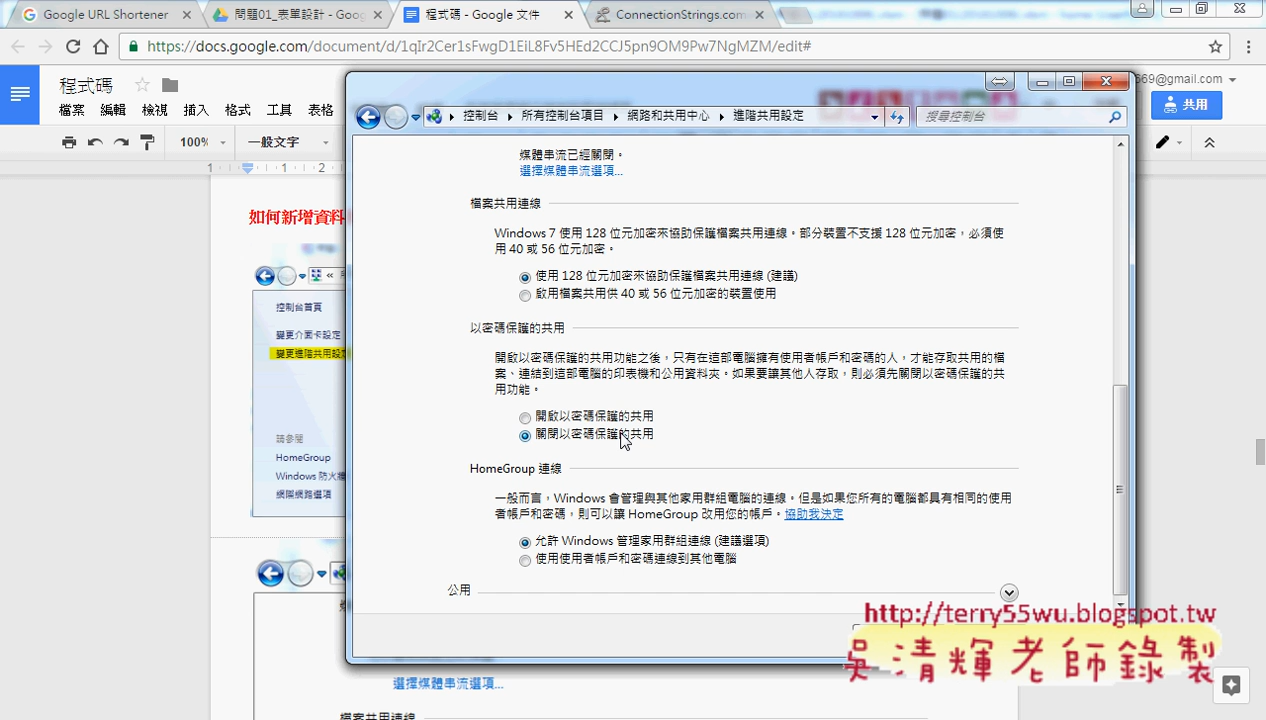 Google URL Shortener
問題01_表單設計 - Goo
程式碼 - Google 文件
ConnectionStrings.com
https://docs.google.com/document/d/1qIr2Cer1sFwgD1EiL8Fv5HEd2CCJ5pn9OM9Pw7NgMZM/edit#
程式碼
669@gmail.com
檔案 編輯 檢視 插入 格式 工具 表格
共用
100% 一般文字
控制台 所有控制台項目 網路和共用中心 進階共用設定
搜尋控制台
1 1 2
如何新增資料
控制台首頁
變更介面卡設定
變更進階共用設定
請參閱
HomeGroup
Windows 防火牆
網際網路選項
媒體串流已經關閉。
選擇媒體串流選項...
檔案共用連線
Windows 7 使用 128 位元加密來協助保護檔案共用連線。部分裝置不支援 128 位元加密，必須使
用 40 或 56 位元加密。
使用 128 位元加密來協助保護檔案共用連線 (建議)
啟用檔案共用供 40 或 56 位元加密的裝置使用
以密碼保護的共用
開啟以密碼保護的共用功能之後，只有在這部電腦擁有使用者帳戶和密碼的人，才能存取共用的檔
案、連結到這部電腦的印表機和公用資料夾。如果要讓其他人存取，則必須先關閉以密碼保護的共
用功能。
開啟以密碼保護的共用
關閉以密碼保護的共用
HomeGroup 連線
一般而言，Windows 會管理與其他家用群組電腦的連線。但是如果您所有的電腦都具有相同的使用
者帳戶和密碼，則可以讓 HomeGroup 改用您的帳戶。協助我決定
允許 Windows 管理家用群組連線 (建議選項)
使用使用者帳戶和密碼連線到其他電腦
公用
http://terry55wu.blogspot.tw
吳清輝老師錄製
選擇媒體串流選項...
檔案共用連線